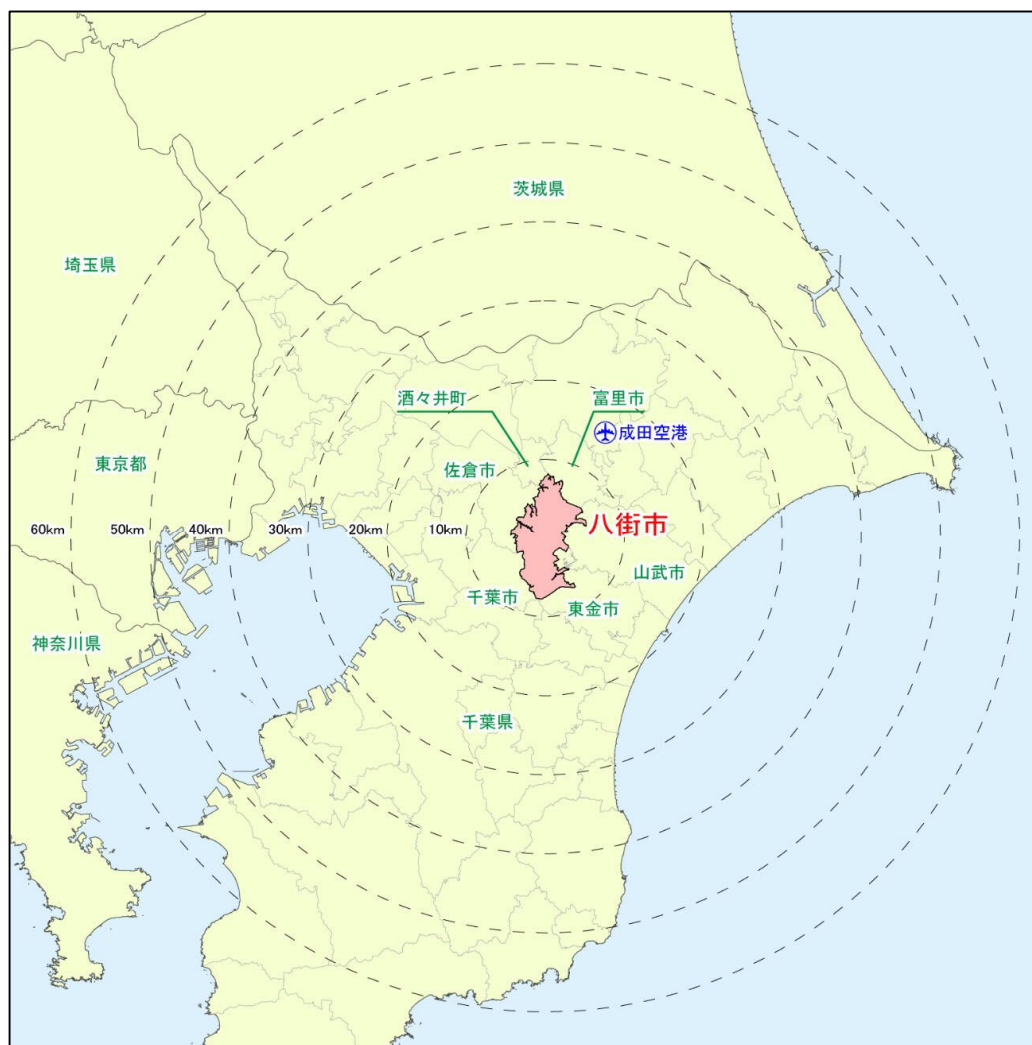 茨城県
埼玉県
酒々井町
富里市
成田空港
東京都
佐倉市
60km
50km
40km
30km
20km
10km
八街市
山武市
千葉市
東金市
神奈川県
千葉県